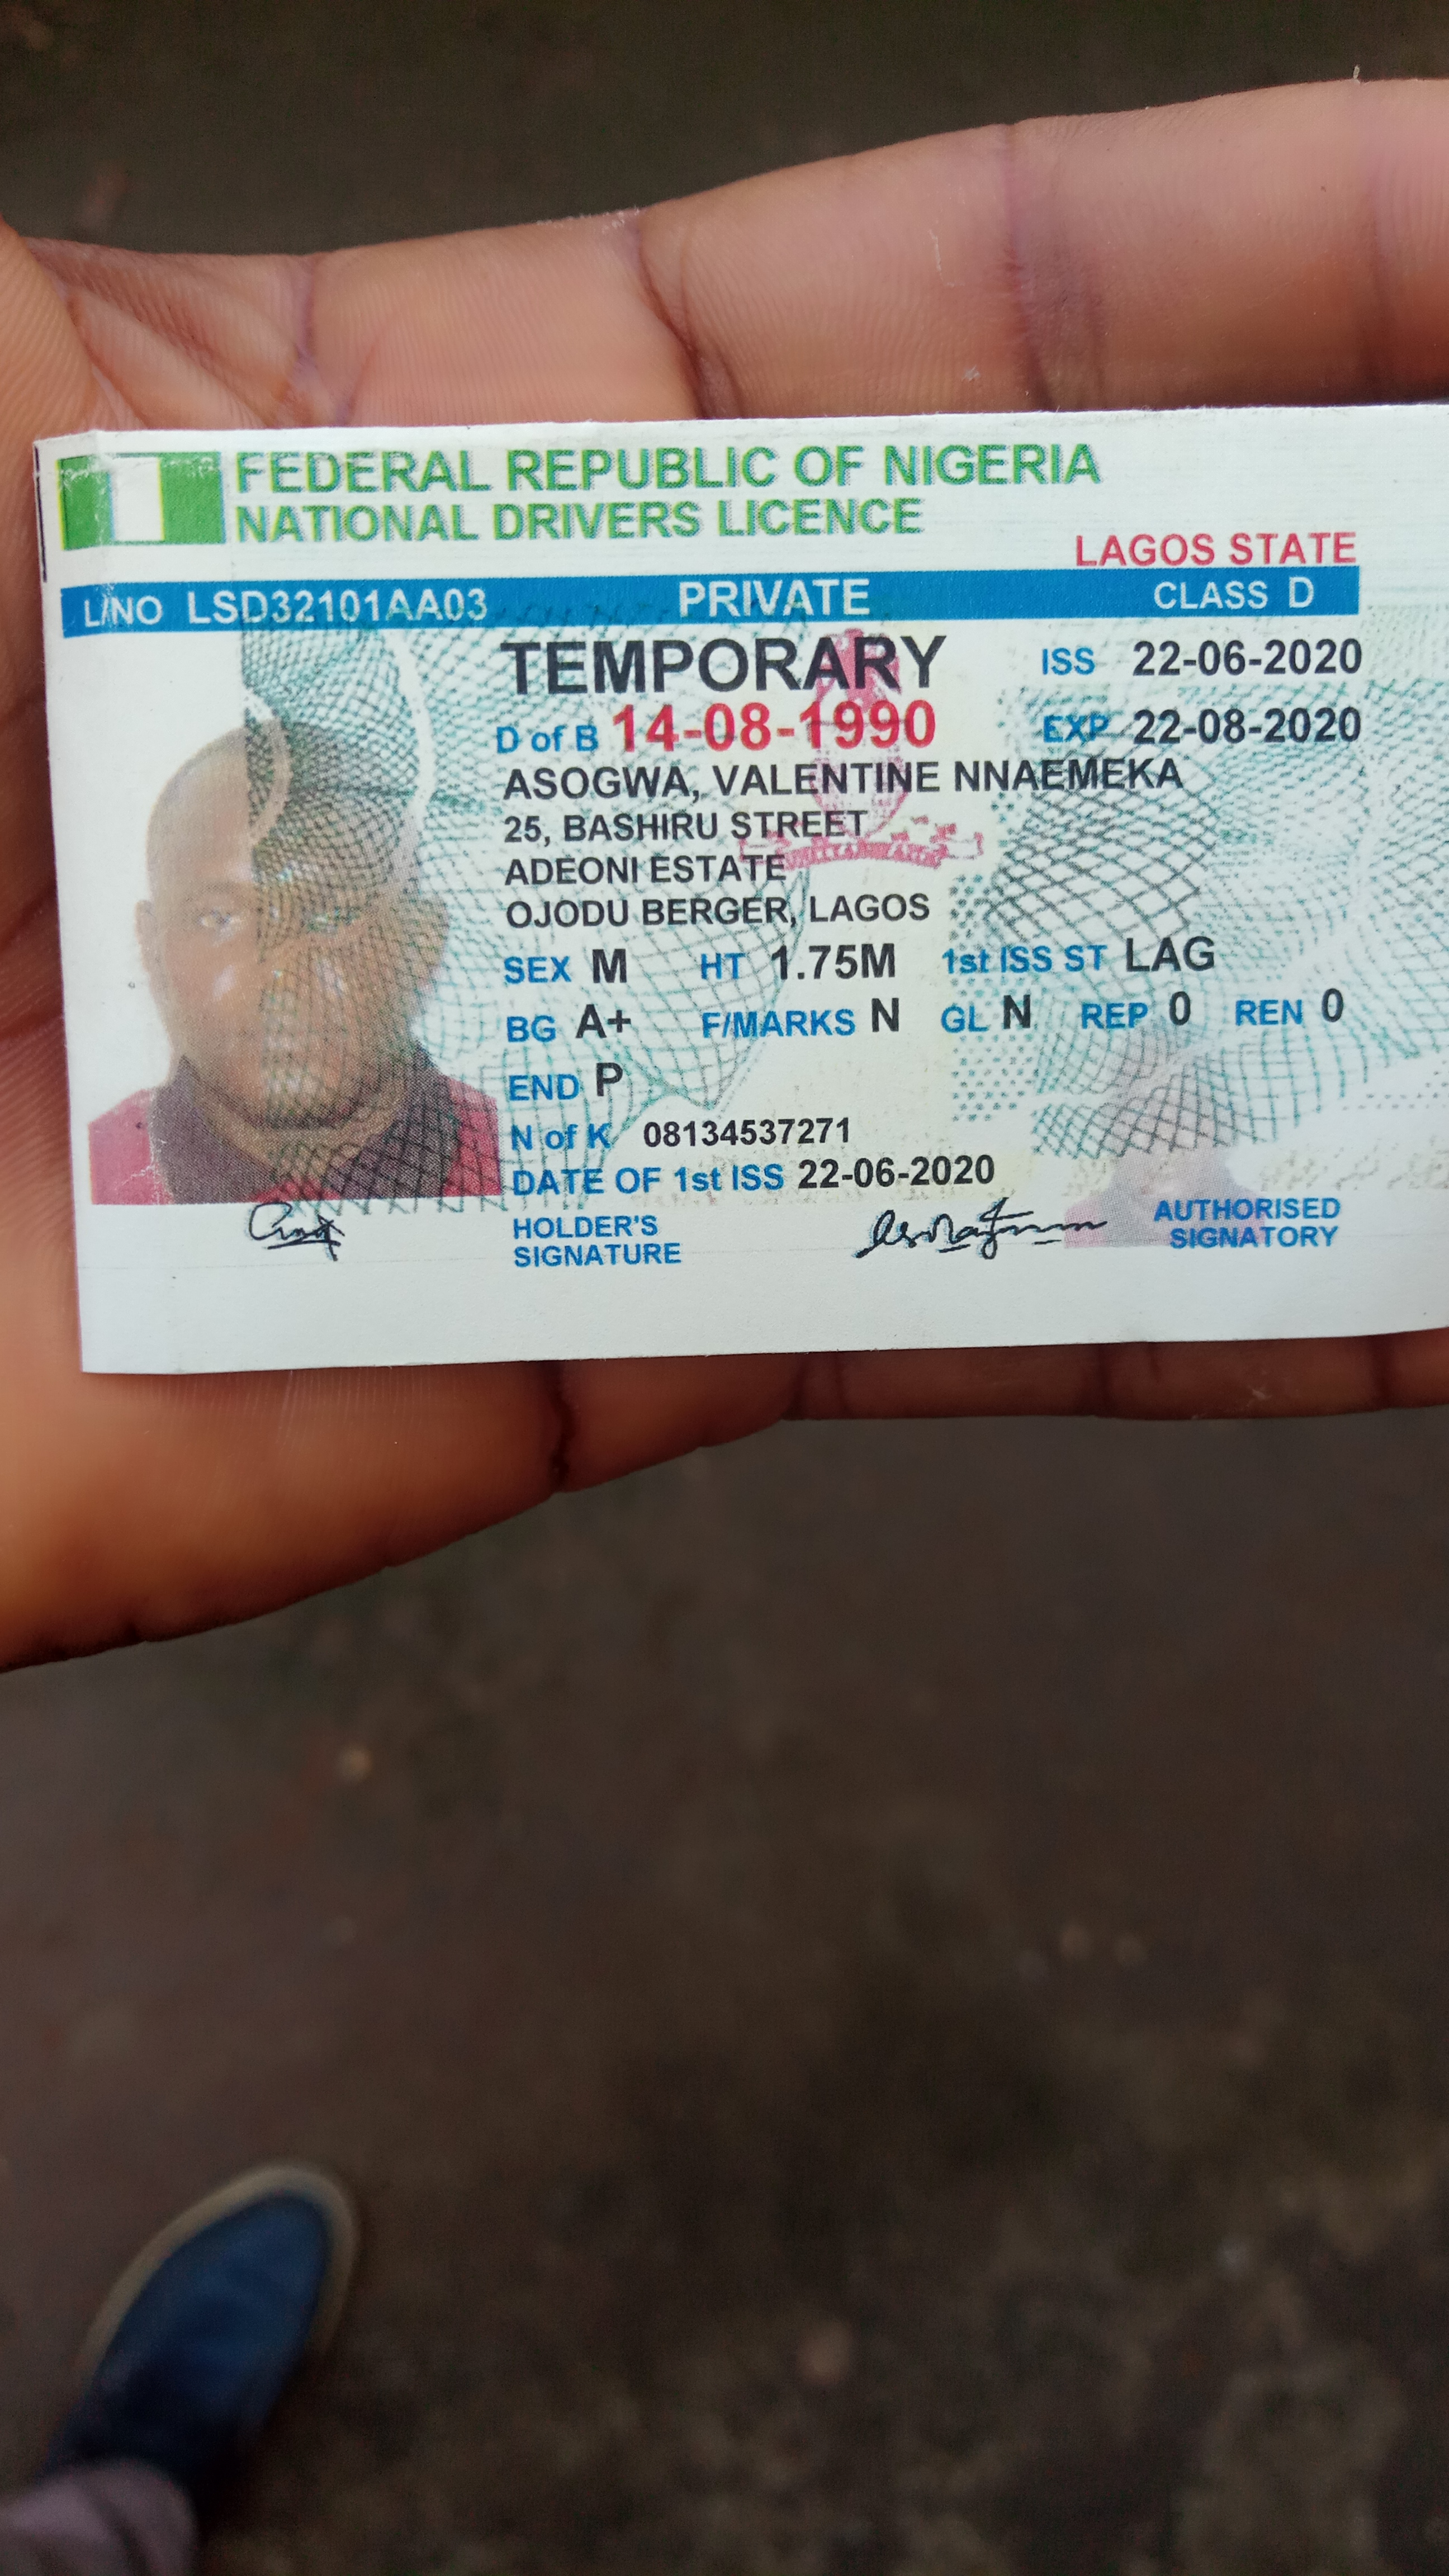 FEDERAL REPUBLIC OF NIGERIA
NATIONAL DRIVERS LICENCE
LAGOS STATE
L/NO LSD32101AA03 PRIVATE CLASS D
TEMPORARY ISS 22-06-2020
D of B 14-08-1990 EXP 22-08-2020
ASOGWA, VALENTINE NNAEMEKA
25, BASHIRU STREET
ADEONI ESTATE
OJODU BERGER, LAGOS
SEX M HT 1.75M 1st ISS ST LAG
BG A+ F/MARKS N GL N REP 0 REN 0
END P
N of K 08134537271
DATE OF 1st ISS 22-06-2020
HOLDER'S SIGNATURE
AUTHORISED SIGNATORY